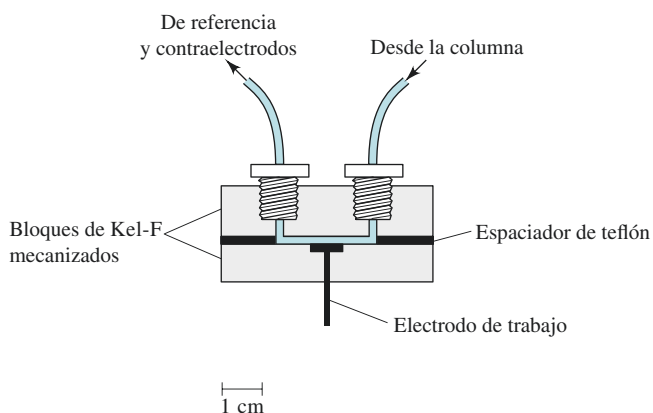 De referencia
y contraelectrodos
Desde la columna
Bloques de Kel-F
mecanizados
Espaciador de teflón
Electrodo de trabajo
1 cm